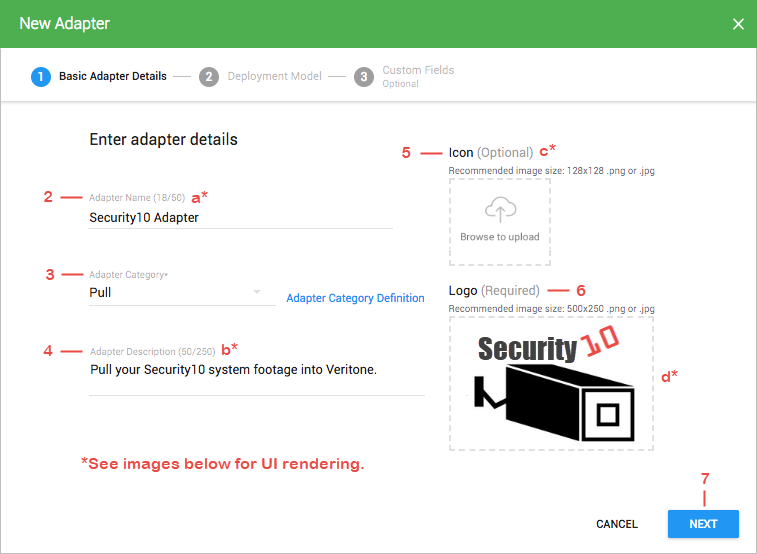 New Adapter
1 Basic Adapter Details
2 Deployment Model
3 Custom Fields
Optional
Enter adapter details
2 Adapter Name (18/50) a*
Security10 Adapter
3 Adapter Category*
Pull
Adapter Category Definition
4 Adapter Description (50/250) b*
Pull your Security10 system footage into Veritone.
*See images below for UI rendering.
5 Icon (Optional) c*
Recommended image size: 128x128 .png or .jpg
Browse to upload
Logo (Required) 6
Recommended image size: 500x250 .png or .jpg
Security 10
d*
7
CANCEL
NEXT